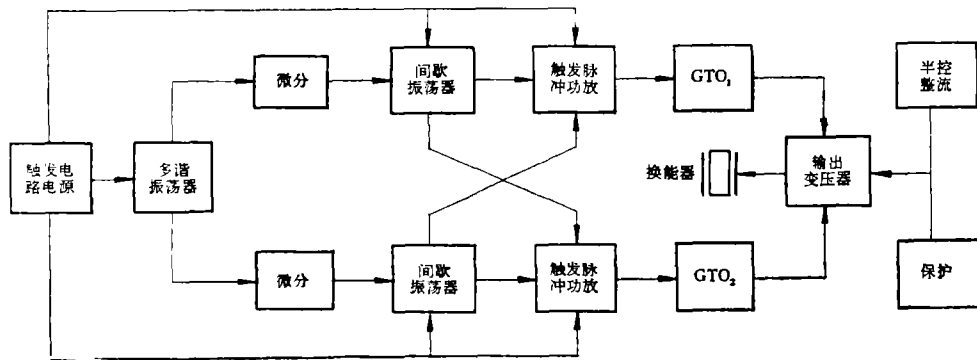 微分
间歇
振荡器
触发脉
冲功放
GTO₁
半控
整流
触发电
路电源
多谐
振荡器
换能器
输出
变压器
微分
间歇
振荡器
触发脉
冲功放
GTO₂
保护